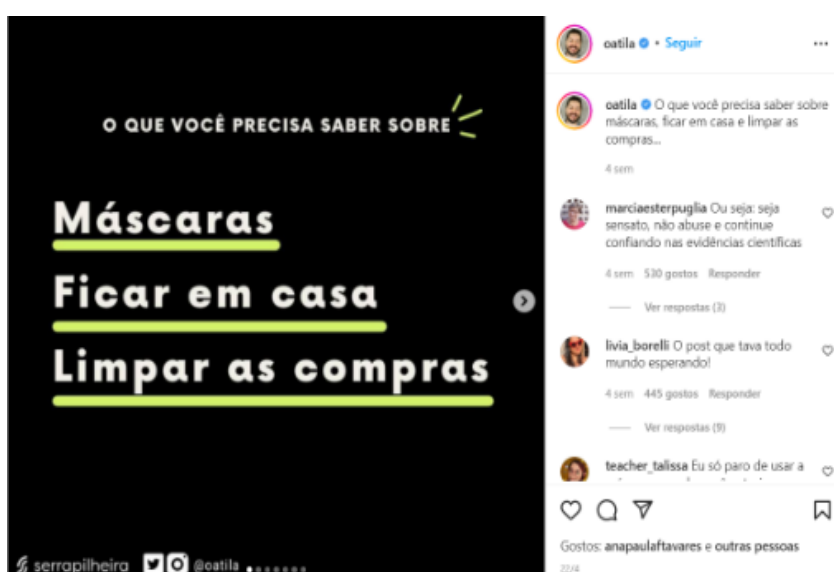 O QUE VOCÊ PRECISA SABER SOBRE
Máscaras
Ficar em casa
Limpar as compras
serrapilheira @oatila
oatila • Seguir
oatila O que você precisa saber sobre
máscaras, ficar em casa e limpar as
compras...
4 sem
marciaesterpuglia Ou seja: seja
sensato, não abuse e continue
confiando nas evidências científicas
4 sem 530 gostos Responder
Ver respostas (3)
livia_borelli O post que tava todo
mundo esperando!
4 sem 445 gostos Responder
Ver respostas (9)
teacher_talissa Eu só paro de usar a
Gostos: anapaulaftavares e outras pessoas
22/4